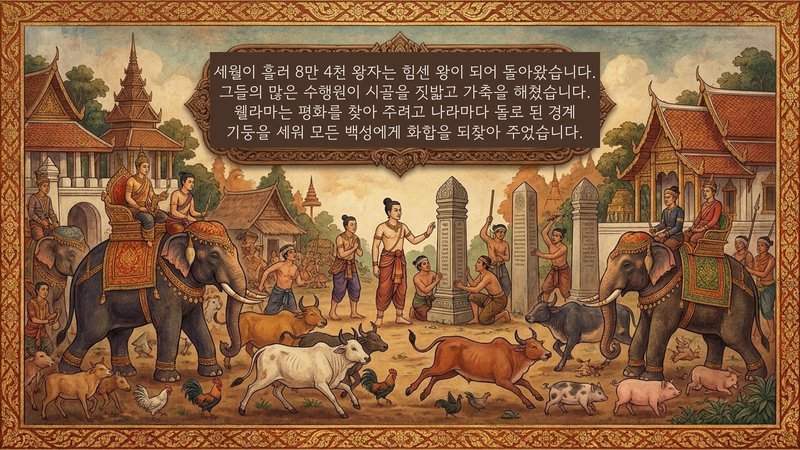 세월이 흘러 8만 4천 왕자는 힘센 왕이 되어 돌아왔습니다.
그들의 많은 수행원이 시골을 짓밟고 가축을 해쳤습니다.
웰라마는 평화를 찾아 주려고 나라마다 돌로 된 경계
기둥을 세워 모든 백성에게 화합을 되찾아 주었습니다.